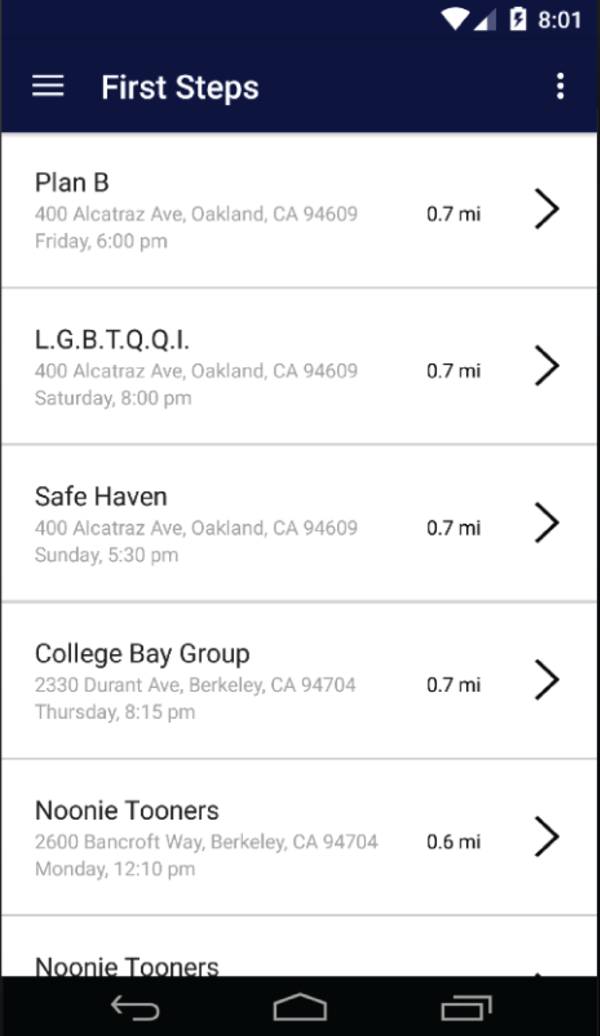 8:01
First Steps
Plan B
400 Alcatraz Ave, Oakland, CA 94609
0.7 mi
Friday, 6:00 pm
L.G.B.T.Q.Q.I.
400 Alcatraz Ave, Oakland, CA 94609
0.7 mi
Saturday, 8:00 pm
Safe Haven
400 Alcatraz Ave, Oakland, CA 94609
0.7 mi
Sunday, 5:30 pm
College Bay Group
2330 Durant Ave, Berkeley, CA 94704
0.7 mi
Thursday, 8:15 pm
Noonie Tooners
2600 Bancroft Way, Berkeley, CA 94704
0.6 mi
Monday, 12:10 pm
Noonie Tooners